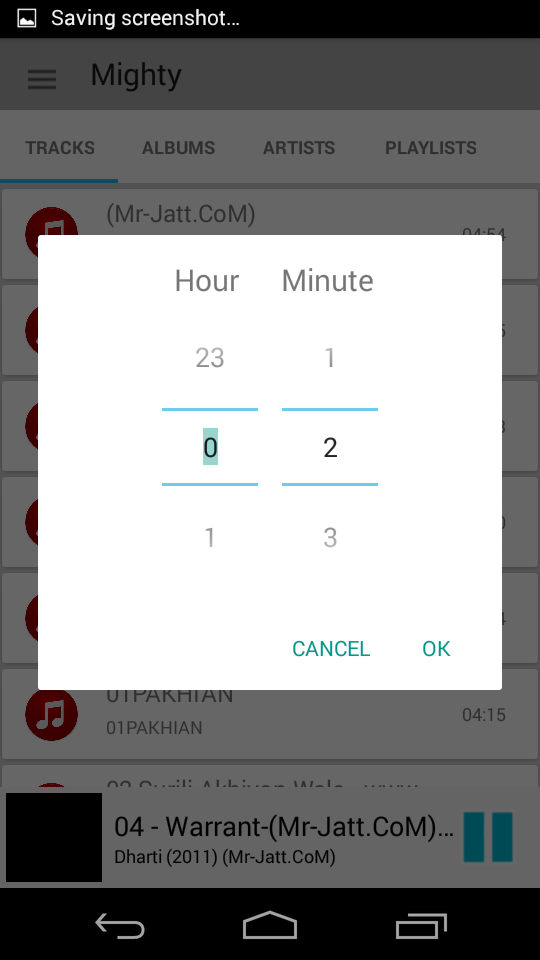 Saving screenshot...
Mighty
TRACKS ALBUMS ARTISTS PLAYLISTS
(Mr-Jatt.CoM)
04:54
Hour Minute
23 1
0 2
1 3
CANCEL OK
01PAKHIAN
01PAKHIAN
04:15
04 - Warrant-(Mr-Jatt.CoM)...
Dharti (2011) (Mr-Jatt.CoM)